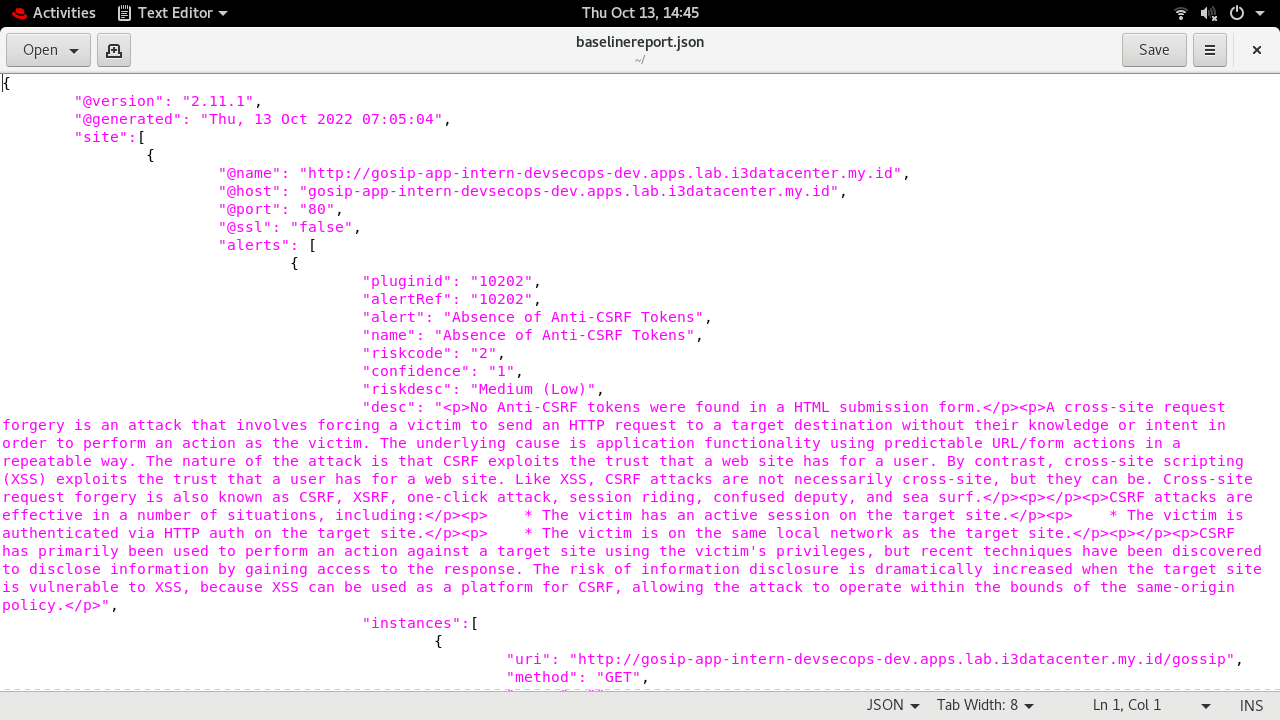 Activities Text Editor Thu Oct 13, 14:45
Open baselinereport.json Save
~/
{
"@version": "2.11.1",
"@generated": "Thu, 13 Oct 2022 07:05:04",
"site":[
{
"@name": "http://gosip-app-intern-devsecops-dev.apps.lab.i3datacenter.my.id",
"@host": "gosip-app-intern-devsecops-dev.apps.lab.i3datacenter.my.id",
"@port": "80",
"@ssl": "false",
"alerts": [
{
"pluginid": "10202",
"alertRef": "10202",
"alert": "Absence of Anti-CSRF Tokens",
"name": "Absence of Anti-CSRF Tokens",
"riskcode": "2",
"confidence": "1",
"riskdesc": "Medium (Low)",
"desc": "<p>No Anti-CSRF tokens were found in a HTML submission form.</p><p>A cross-site request
forgery is an attack that involves forcing a victim to send an HTTP request to a target destination without their knowledge or intent in
order to perform an action as the victim. The underlying cause is application functionality using predictable URL/form actions in a
repeatable way. The nature of the attack is that CSRF exploits the trust that a web site has for a user. By contrast, cross-site scripting
(XSS) exploits the trust that a user has for a web site. Like XSS, CSRF attacks are not necessarily cross-site, but they can be. Cross-site
request forgery is also known as CSRF, XSRF, one-click attack, session riding, confused deputy, and sea surf.</p><p></p><p>CSRF attacks are
effective in a number of situations, including:</p><p>    * The victim has an active session on the target site.</p><p>    * The victim is
authenticated via HTTP auth on the target site.</p><p>    * The victim is on the same local network as the target site.</p><p></p><p>CSRF
has primarily been used to perform an action against a target site using the victim's privileges, but recent techniques have been discovered
to disclose information by gaining access to the response. The risk of information disclosure is dramatically increased when the target site
is vulnerable to XSS, because XSS can be used as a platform for CSRF, allowing the attack to operate within the bounds of the same-origin
policy.</p>",
"instances":[
{
"uri": "http://gosip-app-intern-devsecops-dev.apps.lab.i3datacenter.my.id/gossip",
"method": "GET",
JSON Tab Width: 8 Ln 1, Col 1 INS